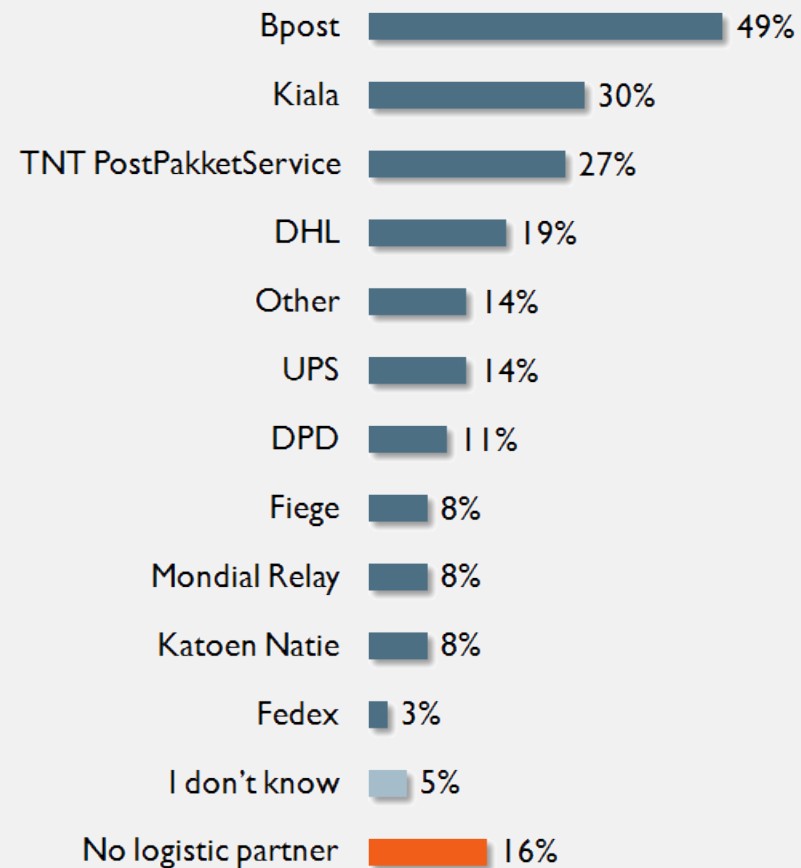 Bpost 49%
Kiala 30%
TNT PostPakketService 27%
DHL 19%
Other 14%
UPS 14%
DPD 11%
Fiege 8%
Mondial Relay 8%
Katoen Natie 8%
Fedex 3%
I don't know 5%
No logistic partner 16%